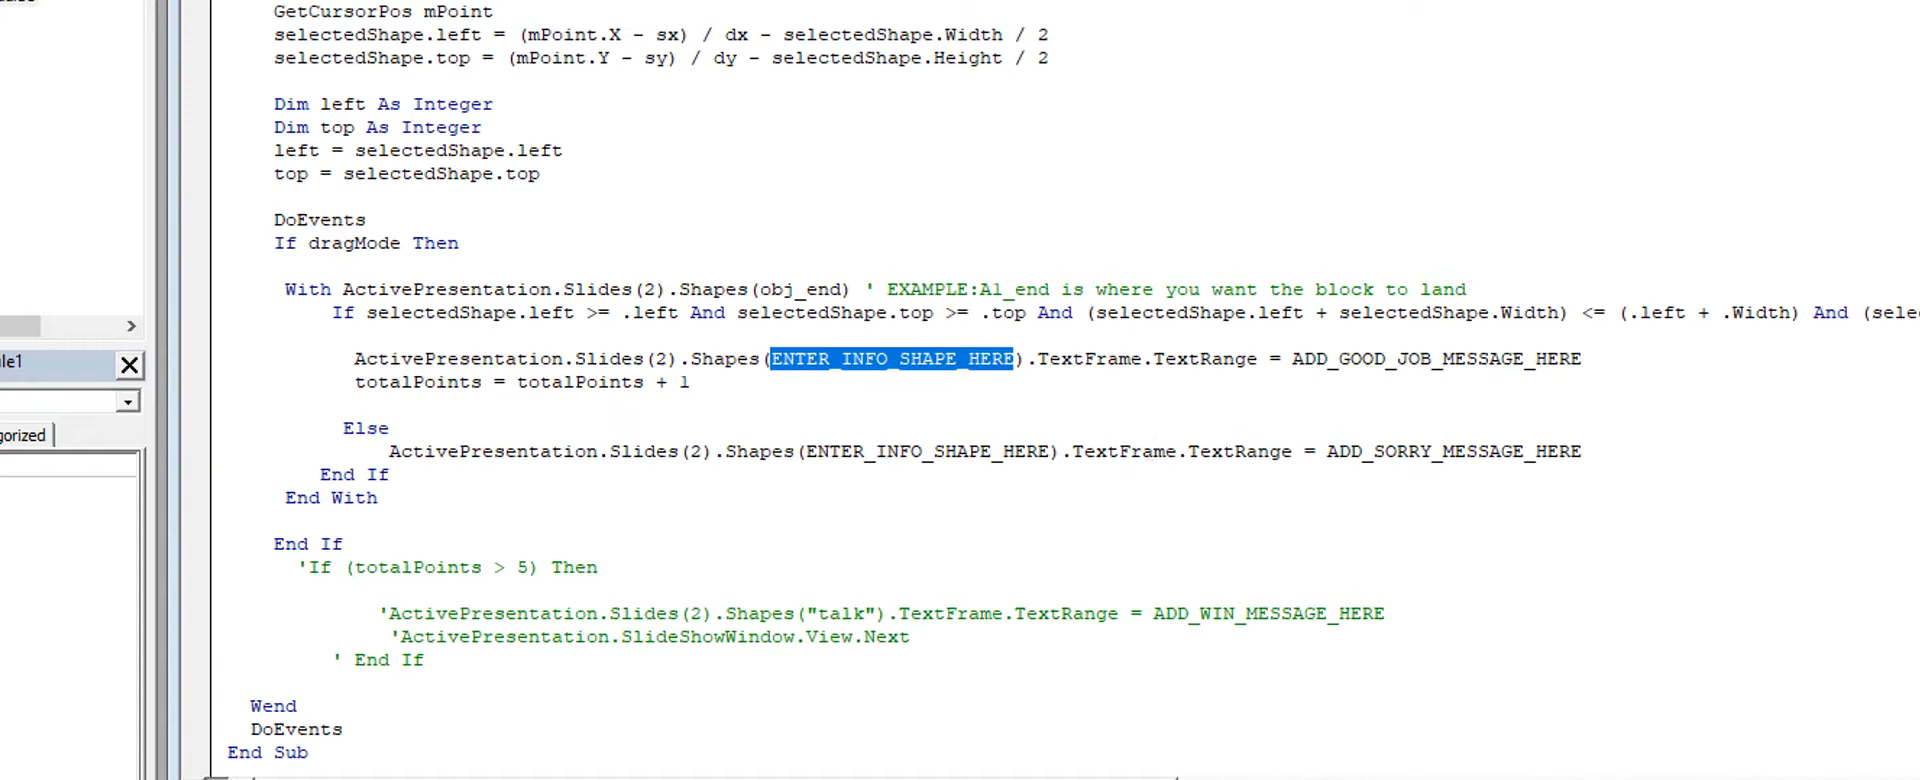 GetCursorPos mPoint
selectedShape.left = (mPoint.X - sx) / dx - selectedShape.Width / 2
selectedShape.top = (mPoint.Y - sy) / dy - selectedShape.Height / 2
Dim left As Integer
Dim top As Integer
left = selectedShape.left
top = selectedShape.top
DoEvents
If dragMode Then
With ActivePresentation.Slides(2).Shapes(obj_end) ' EXAMPLE:A1_end is where you want the block to land
If selectedShape.left >= .left And selectedShape.top >= .top And (selectedShape.left + selectedShape.Width) <= (.left + .Width) And (sele
ule1
ActivePresentation.Slides(2).Shapes(ENTER_INFO_SHAPE_HERE).TextFrame.TextRange = ADD_GOOD_JOB_MESSAGE_HERE
totalPoints = totalPoints + 1
gorized
Else
ActivePresentation.Slides(2).Shapes(ENTER_INFO_SHAPE_HERE).TextFrame.TextRange = ADD_SORRY_MESSAGE_HERE
End If
End With
End If
'If (totalPoints > 5) Then
'ActivePresentation.Slides(2).Shapes("talk").TextFrame.TextRange = ADD_WIN_MESSAGE_HERE
'ActivePresentation.SlideShowWindow.View.Next
' End If
Wend
DoEvents
End Sub